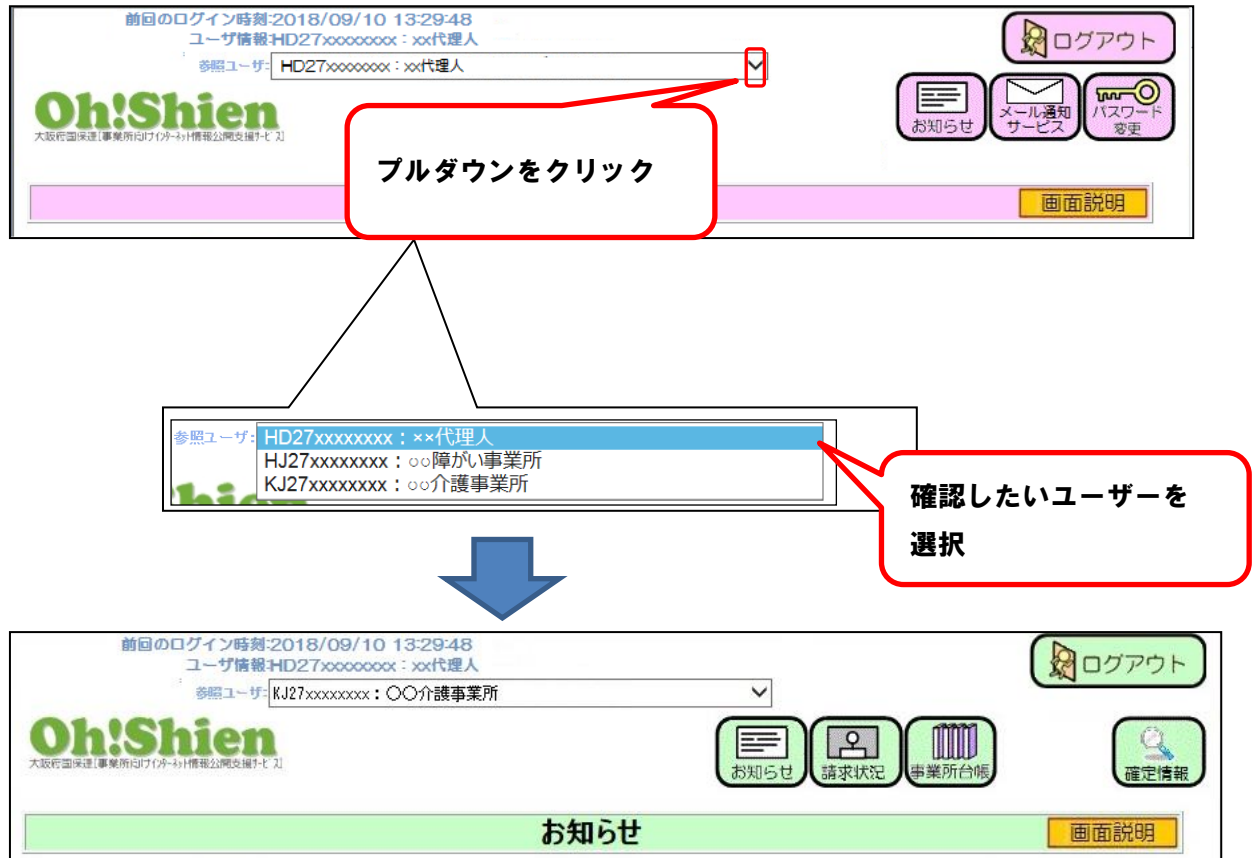 前回のログイン時刻:2018/09/10 13:29:48
ユーザ情報:HD27xxxxxxxx:xx代理人
参照ユーザ: HD27xxxxxxxx:xx代理人
ログアウト
Oh!Shien
大阪府国保連[事業所向けインターネット情報公開支援サービス]
お知らせ
メール通知
サービス
パスワード
変更
プルダウンをクリック
画面説明
参照ユーザ: HD27xxxxxxxx:××代理人
HJ27xxxxxxxx:○○障がい事業所
KJ27xxxxxxxx:○○介護事業所
確認したいユーザーを
選択
前回のログイン時刻:2018/09/10 13:29:48
ユーザ情報:HD27xxxxxxxx:xx代理人
参照ユーザ: KJ27xxxxxxxx:〇〇介護事業所
ログアウト
Oh!Shien
大阪府国保連[事業所向けインターネット情報公開支援サービス]
お知らせ
請求状況
事業所台帳
確定情報
お知らせ
画面説明